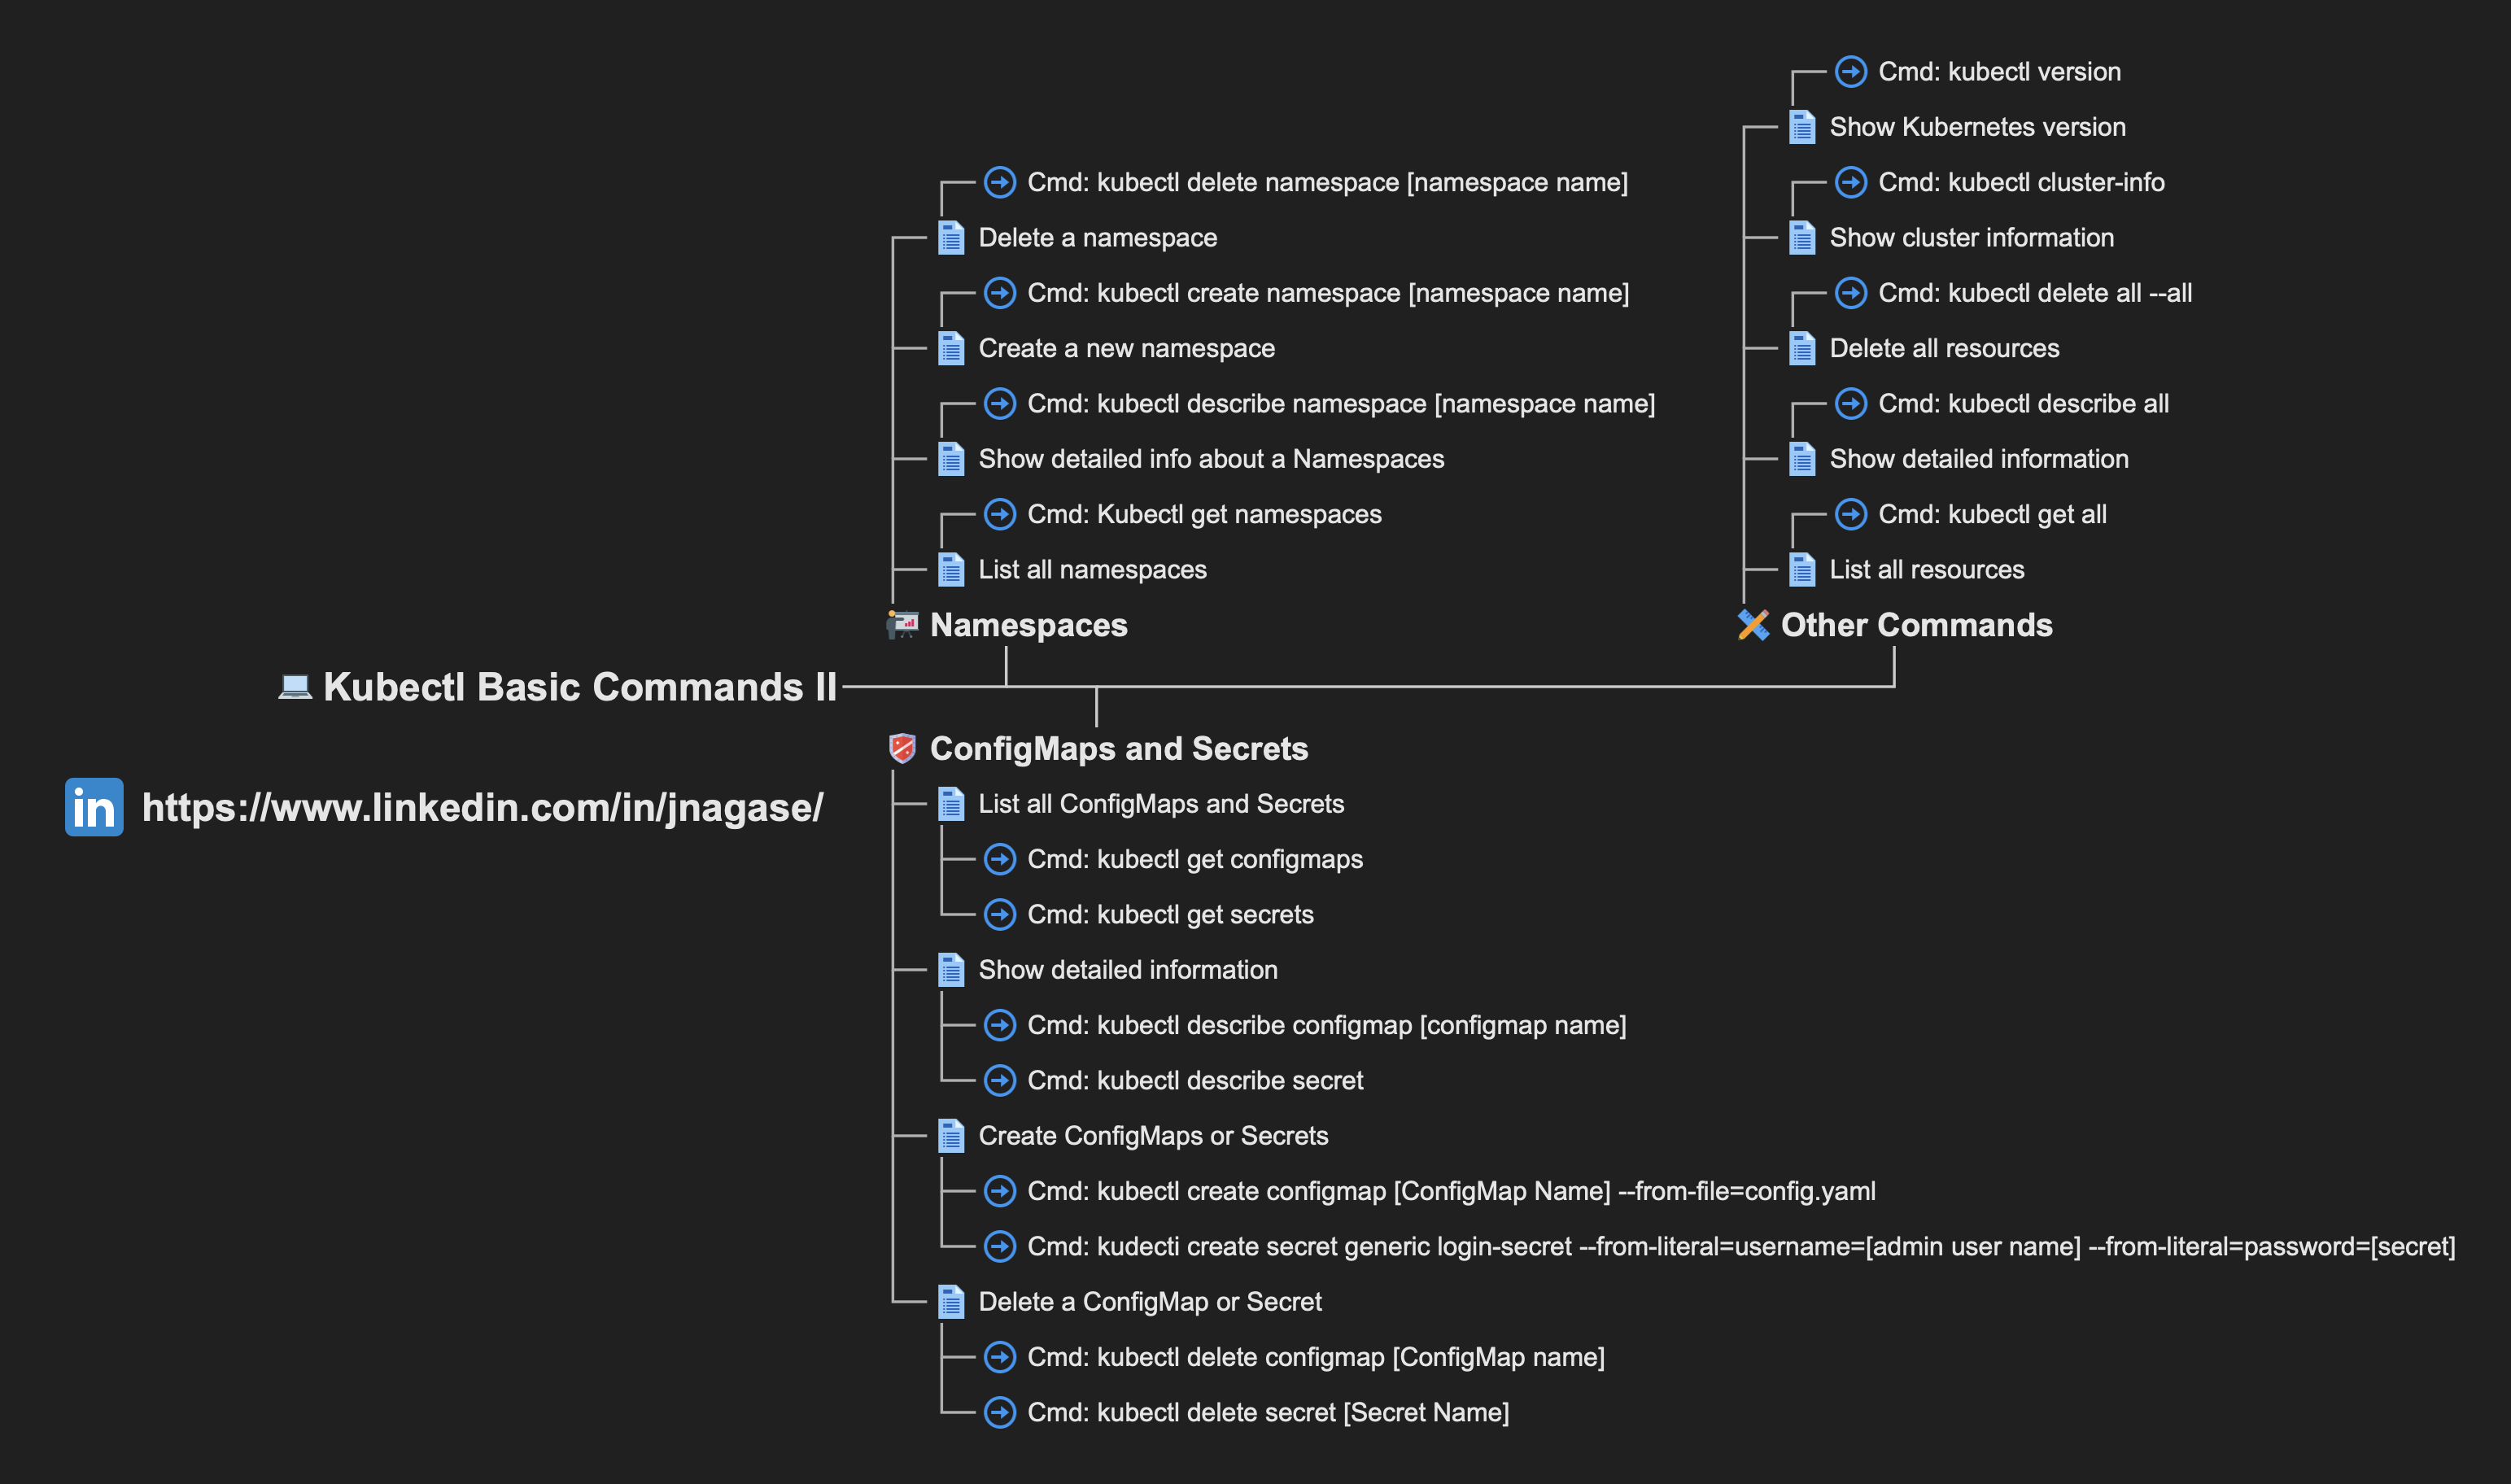 Cmd: kubectl version
Show Kubernetes version
Cmd: kubectl cluster-info
Show cluster information
Cmd: kubectl delete all --all
Delete all resources
Cmd: kubectl describe all
Show detailed information
Cmd: kubectl get all
List all resources
Other Commands
Cmd: kubectl delete namespace [namespace name]
Delete a namespace
Cmd: kubectl create namespace [namespace name]
Create a new namespace
Cmd: kubectl describe namespace [namespace name]
Show detailed info about a Namespaces
Cmd: Kubectl get namespaces
List all namespaces
Namespaces
Kubectl Basic Commands II
in https://www.linkedin.com/in/jnagase/
ConfigMaps and Secrets
List all ConfigMaps and Secrets
Cmd: kubectl get configmaps
Cmd: kubectl get secrets
Show detailed information
Cmd: kubectl describe configmap [configmap name]
Cmd: kubectl describe secret
Create ConfigMaps or Secrets
Cmd: kubectl create configmap [ConfigMap Name] --from-file=config.yaml
Cmd: kudecti create secret generic login-secret --from-literal=username=[admin user name] --from-literal=password=[secret]
Delete a ConfigMap or Secret
Cmd: kubectl delete configmap [ConfigMap name]
Cmd: kubectl delete secret [Secret Name]